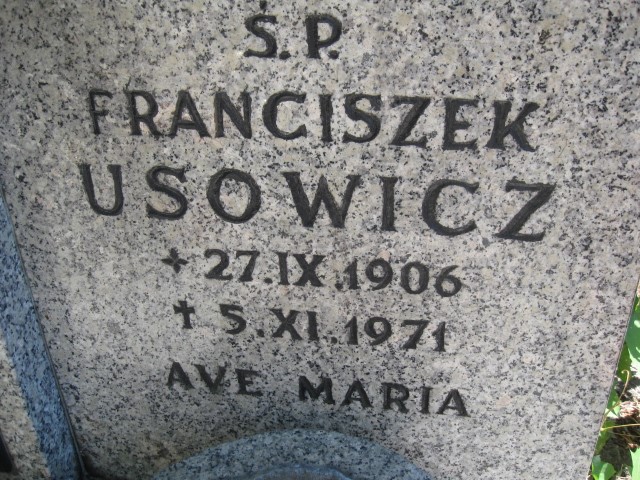 Ś.P.
FRANCISZEK
USOWICZ
+ 27.IX.1906
† 5.XI.1971
AVE MARIA